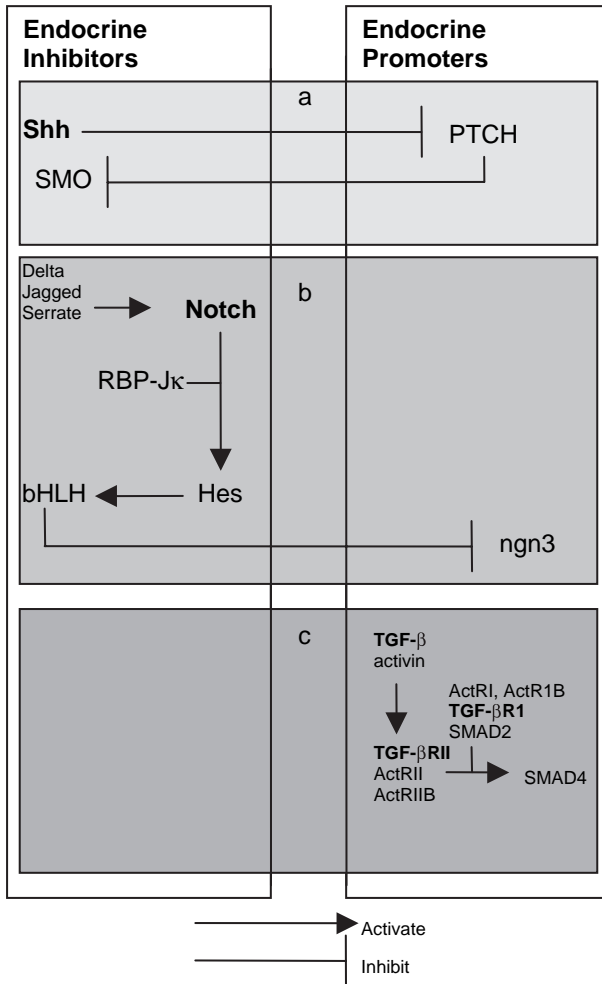 Endocrine
Inhibitors
Endocrine
Promoters
a
Shh
PTCH
SMO
b
Delta
Jagged
Serrate
Notch
RBP-Jκ
bHLH
Hes
ngn3
c
TGF-β
activin
ActRI, ActR1B
TGF-βR1
SMAD2
TGF-βRII
ActRII
ActRIIB
SMAD4
Activate
Inhibit